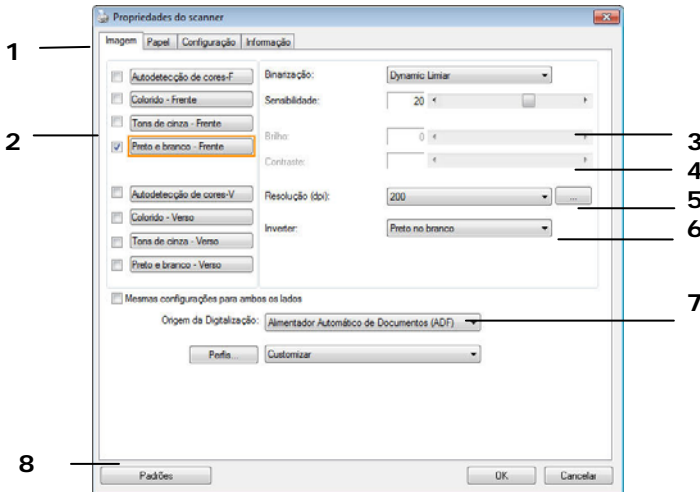 Propriedades do scanner
1
Imagem Papel Configuração Informação
Autodetecção de cores-F
Binarização: Dynamic Limiar
Colorido - Frente
Sensibilidade: 20
Tons de cinza - Frente
2
Preto e branco - Frente
Brilho: 0
3
Contraste:
4
Autodetecção de cores-V
Resolução (dpi): 200 ...
5
Colorido - Verso
Inverter: Preto no branco
6
Tons de cinza - Verso
Preto e branco - Verso
Mesmas configurações para ambos os lados
7
Origem da Digitalização: Alimentador Automático de Documentos (ADF)
Perfis... Customizar
8
Padrões OK Cancelar